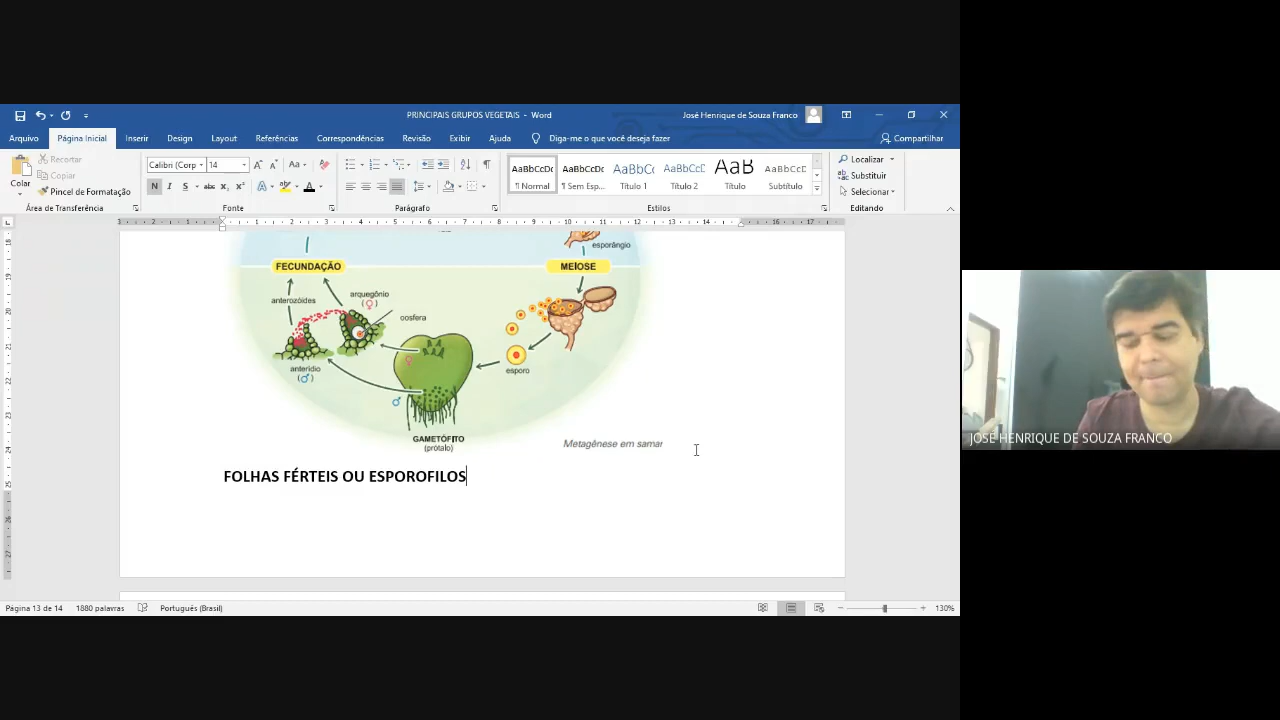 PRINCIPAIS GRUPOS VEGETAIS - Word
José Henrique de Souza Franco
Arquivo
Página Inicial
Inserir
Design
Layout
Referências
Correspondências
Revisão
Exibir
Ajuda
Diga-me o que você deseja fazer
Compartilhar
Colar
Recortar
Copiar
Pincel de Formatação
Área de Transferência
Calibri (Corp
14
Fonte
Parágrafo
AaBbCcDc
¶ Normal
AaBbCcDc
¶ Sem Esp...
AaBbCc
Título 1
AaBbCcC
Título 2
AaB
Título
AaBbCcC
Subtítulo
Estilos
Localizar
Substituir
Selecionar
Editando
esporângio
FECUNDAÇÃO
MEIOSE
anterozóides
arquegônio
(♀)
oosfera
anterídio
(♂)
esporo
GAMETÓFITO
(prótalo)
Metagênese em samar
FOLHAS FÉRTEIS OU ESPOROFILOS
Página 13 de 14
1880 palavras
Português (Brasil)
130%
JOSÉ HENRIQUE DE SOUZA FRANCO